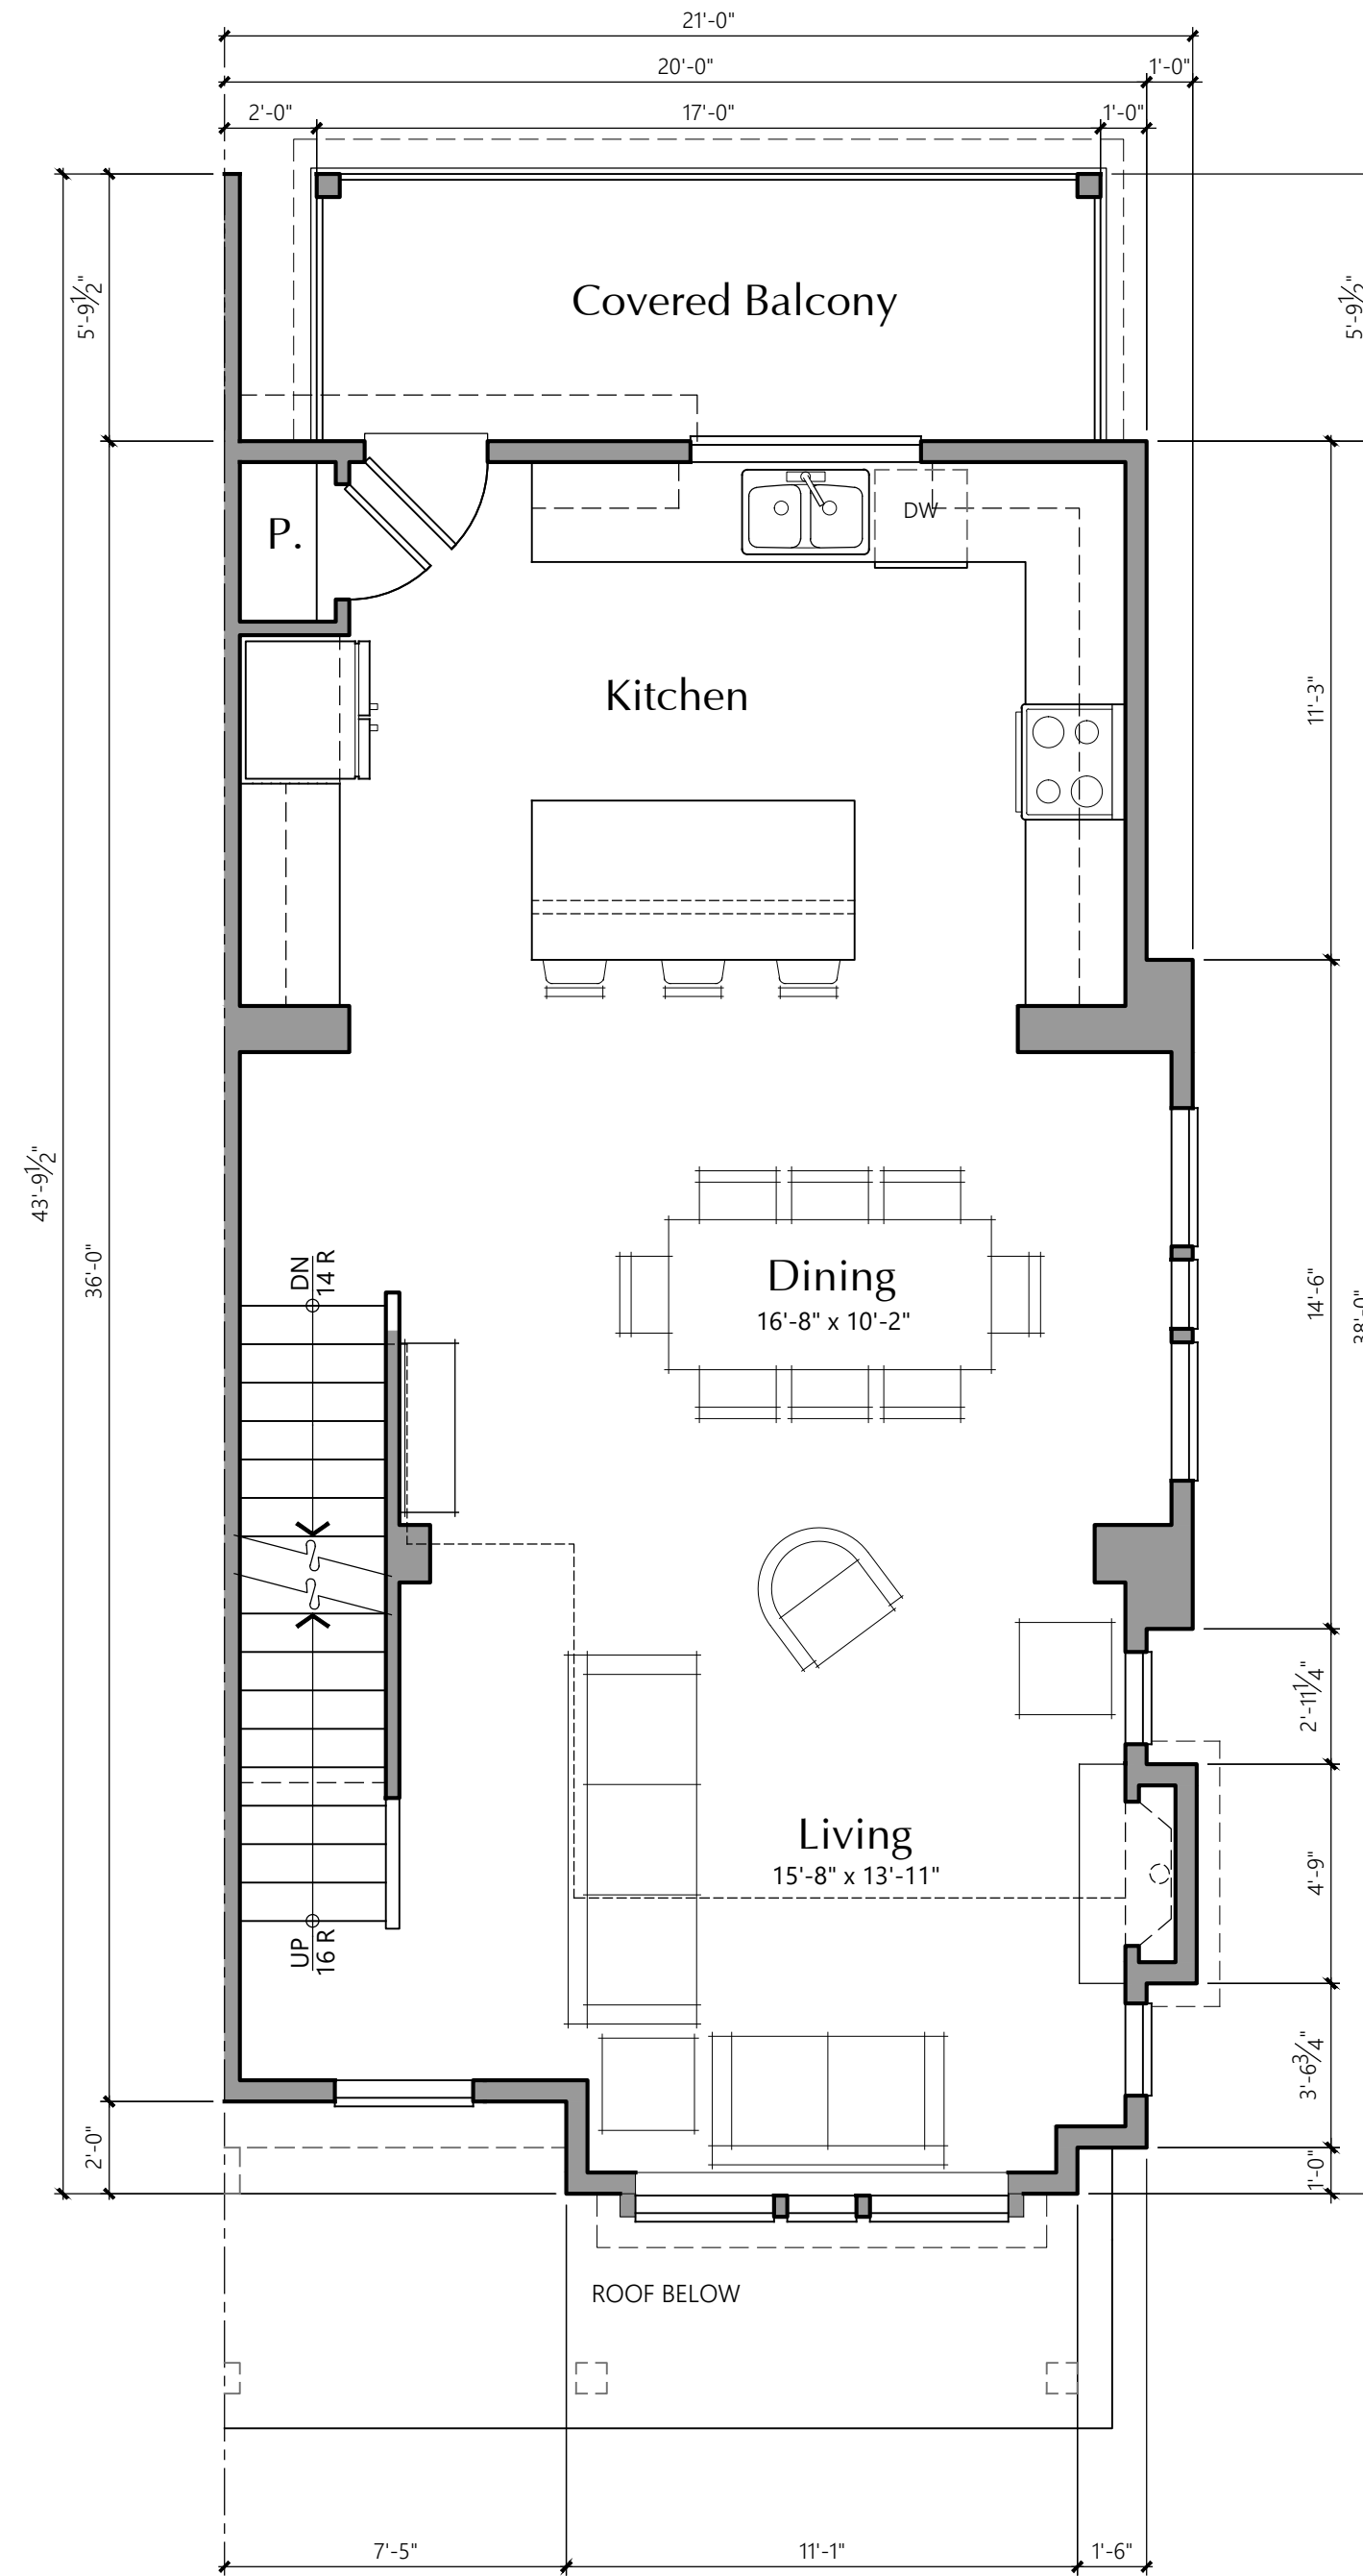 21'-0"
20'-0"
1'-0"
2'-0"
17'-0"
1'-0"
5'-9½"
5'-9½"
Covered Balcony
P.
DW
Kitchen
11'-3"
43'-9½"
36'-0"
DN
14 R
Dining
16'-8" x 10'-2"
14'-6"
38'-0"
2'-11¼"
Living
15'-8" x 13'-11"
4'-9"
UP
16 R
3'-6¾"
2'-0"
1'-0"
ROOF BELOW
7'-5"
11'-1"
1'-6"